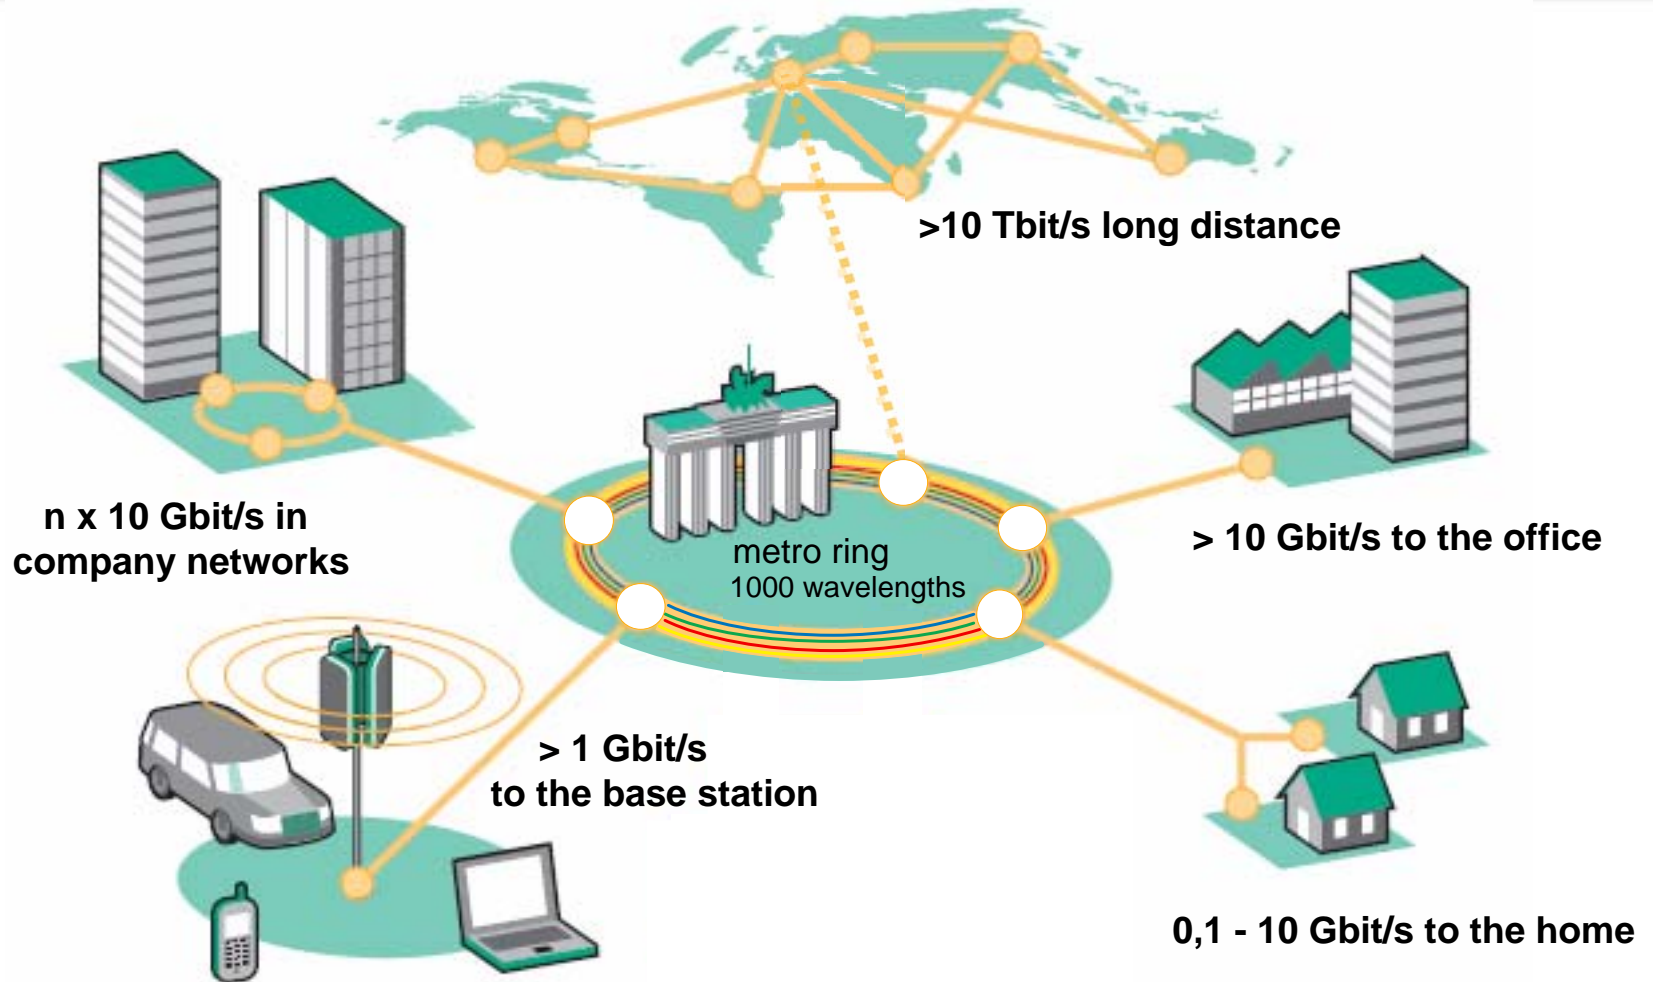 >10 Tbit/s long distance
n x 10 Gbit/s in
company networks
metro ring
1000 wavelengths
> 10 Gbit/s to the office
> 1 Gbit/s
to the base station
0,1 - 10 Gbit/s to the home